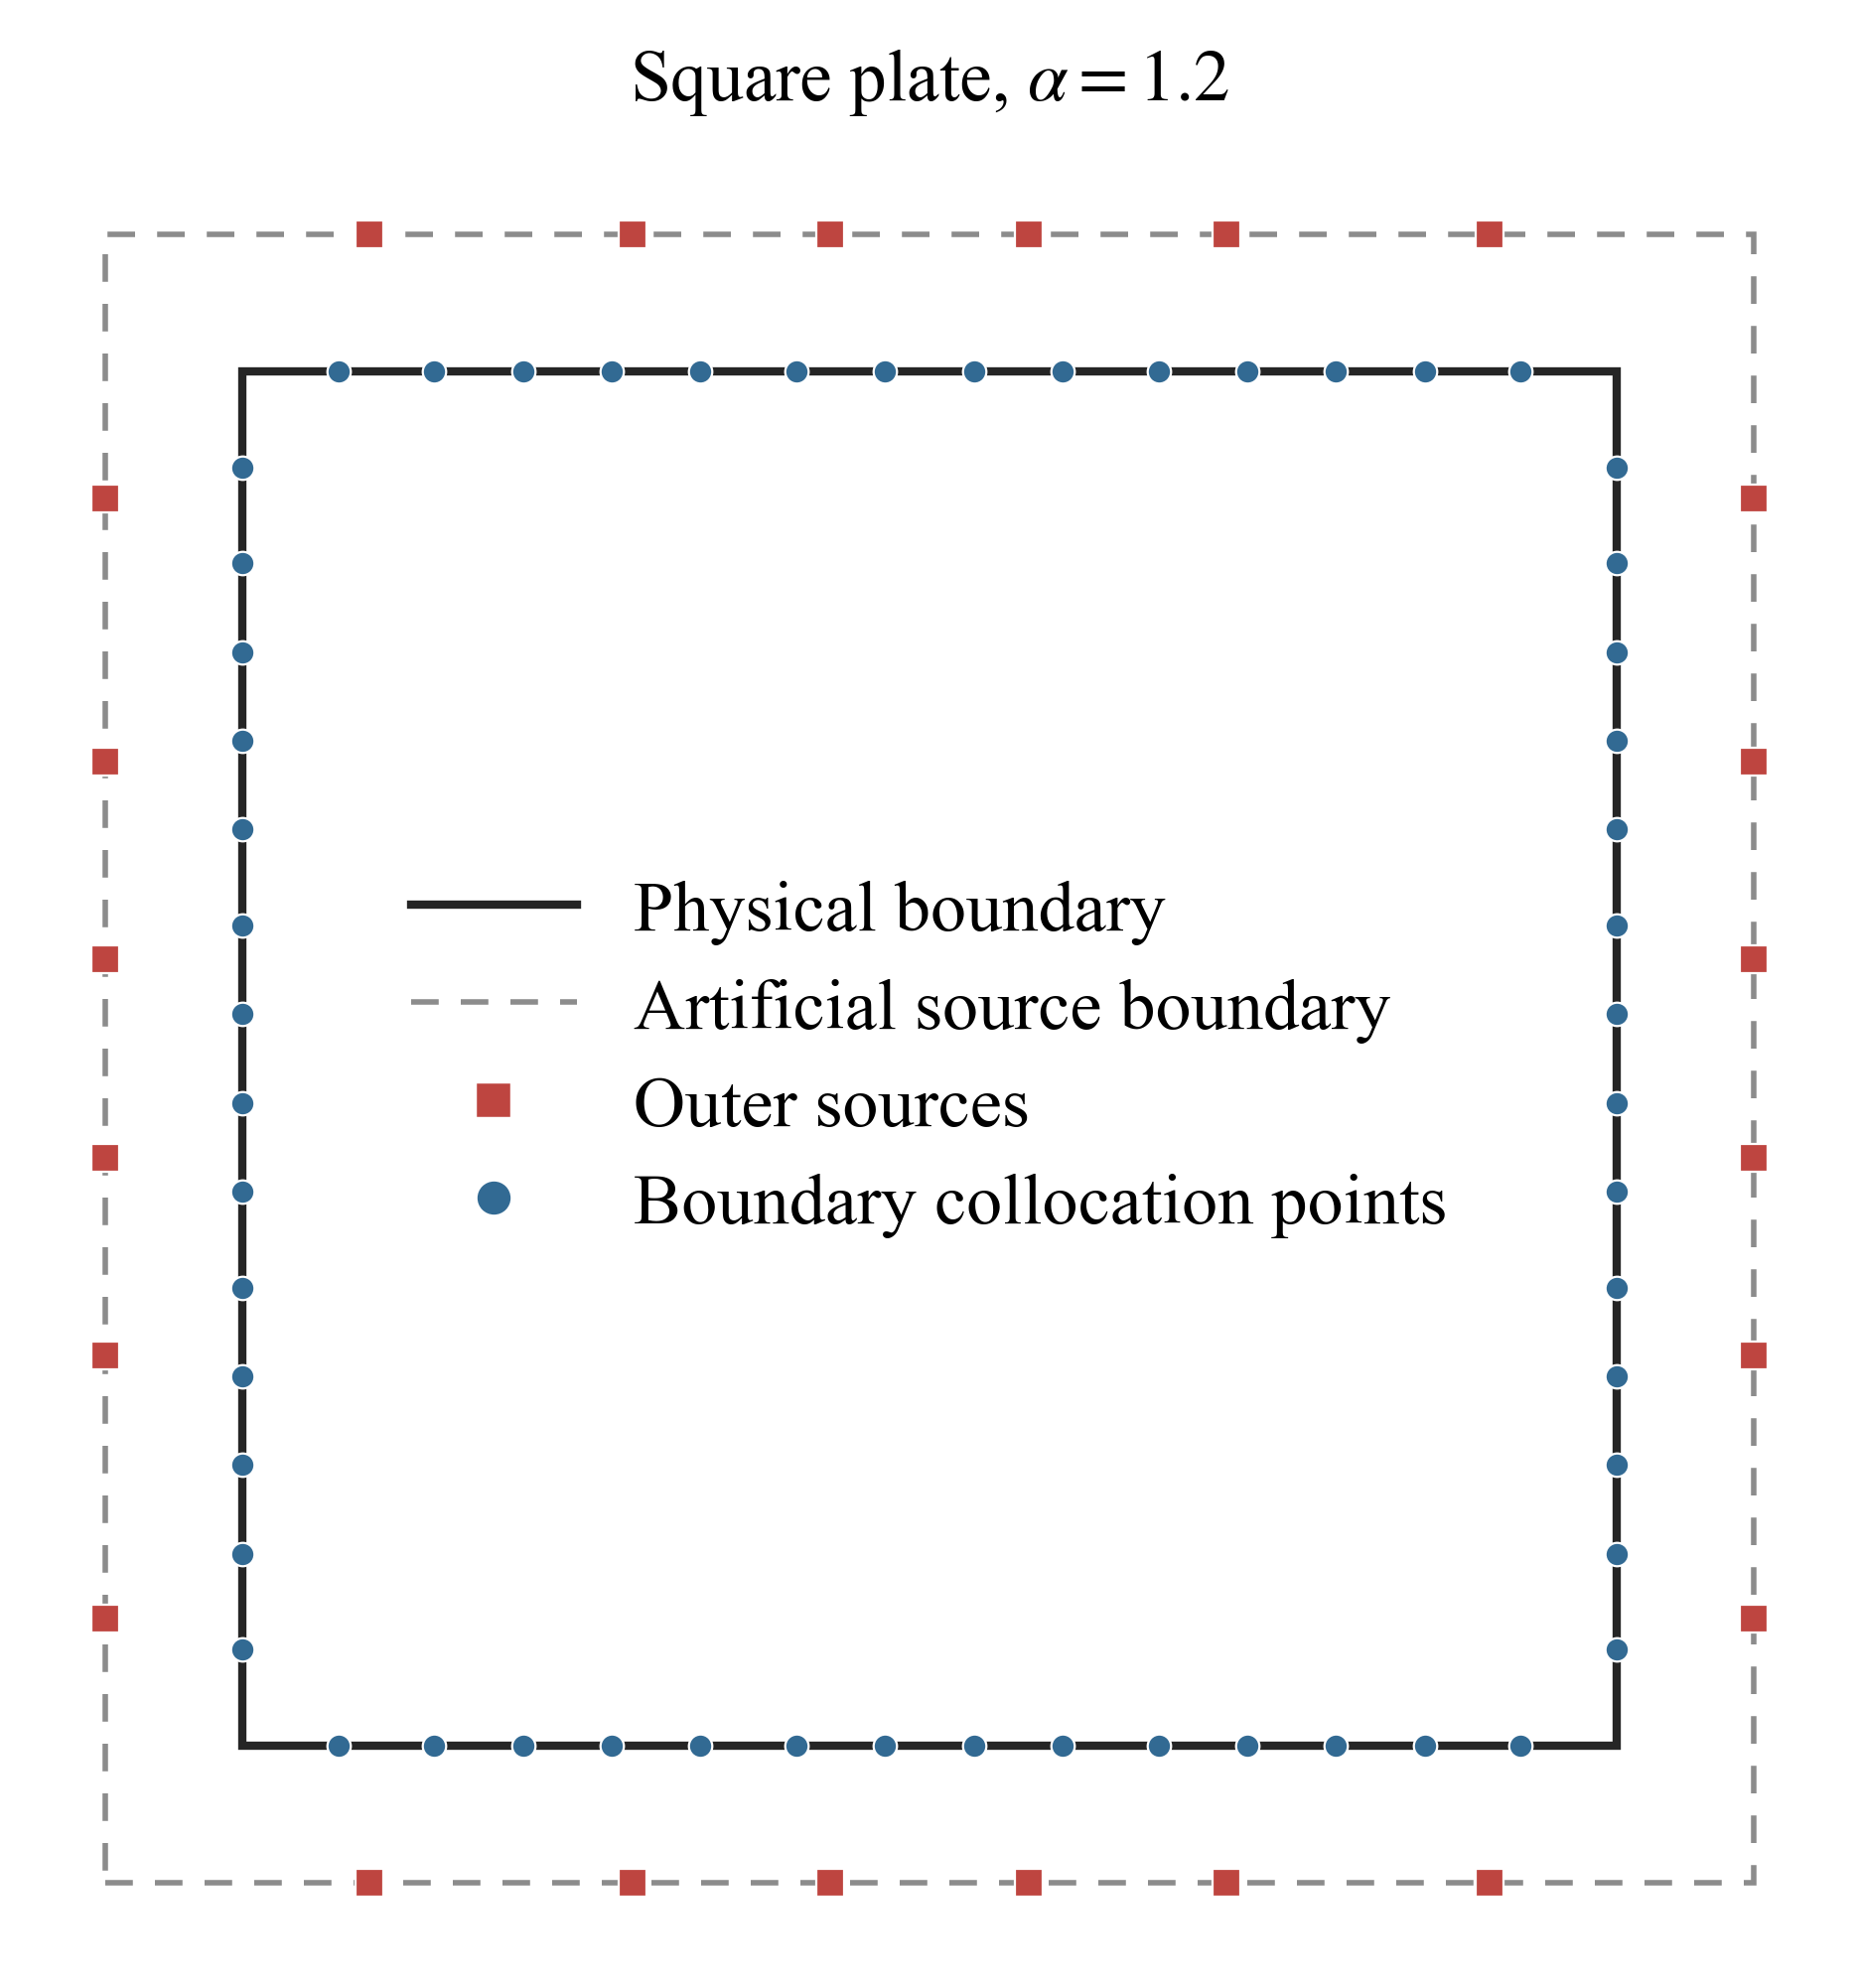 Square plate, α = 1.2
Physical boundary
Artificial source boundary
Outer sources
Boundary collocation points